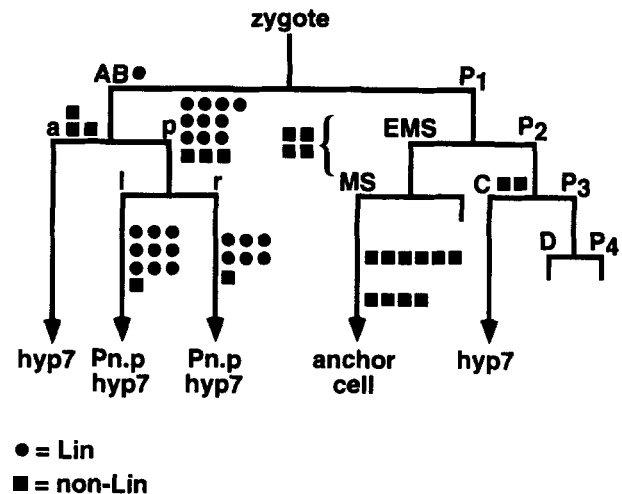 zygote
AB
P1
a
p
EMS
P2
l
r
MS
C
P3
D
P4
hyp7
Pn.p
hyp7
Pn.p
hyp7
anchor
cell
hyp7
= Lin
= non-Lin